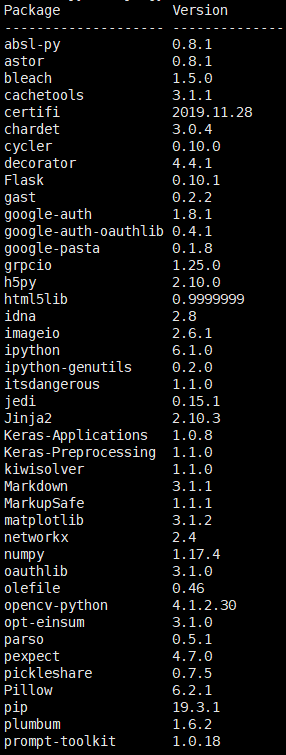 Package Version
-------------------- -------------
absl-py 0.8.1
astor 0.8.1
bleach 1.5.0
cachetools 3.1.1
certifi 2019.11.28
chardet 3.0.4
cycler 0.10.0
decorator 4.4.1
Flask 0.10.1
gast 0.2.2
google-auth 1.8.1
google-auth-oauthlib 0.4.1
google-pasta 0.1.8
grpcio 1.25.0
h5py 2.10.0
html5lib 0.9999999
idna 2.8
imageio 2.6.1
ipython 6.1.0
ipython-genutils 0.2.0
itsdangerous 1.1.0
jedi 0.15.1
Jinja2 2.10.3
Keras-Applications 1.0.8
Keras-Preprocessing 1.1.0
kiwisolver 1.1.0
Markdown 3.1.1
MarkupSafe 1.1.1
matplotlib 3.1.2
networkx 2.4
numpy 1.17.4
oauthlib 3.1.0
olefile 0.46
opencv-python 4.1.2.30
opt-einsum 3.1.0
parso 0.5.1
pexpect 4.7.0
pickleshare 0.7.5
Pillow 6.2.1
pip 19.3.1
plumbum 1.6.2
prompt-toolkit 1.0.18